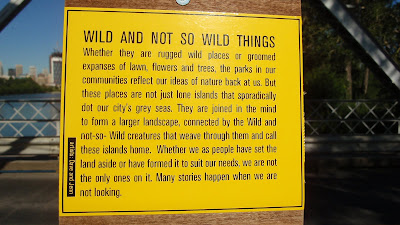 WILD AND NOT SO WILD THINGS
Whether they are rugged wild places or groomed
expanses of lawn, flowers and trees, the parks in our
communities reflect our ideas of nature back at us. But
these places are not just lone islands that sporadically
dot our city's grey seas. They are joined in the mind
to form a larger landscape, connected by the Wild and
not-so- Wild creatures that weave through them and call
these islands home. Whether we as people have set the
land aside or have formed it to suit our needs, we are not
the only ones on it. Many stories happen when we are
not looking.